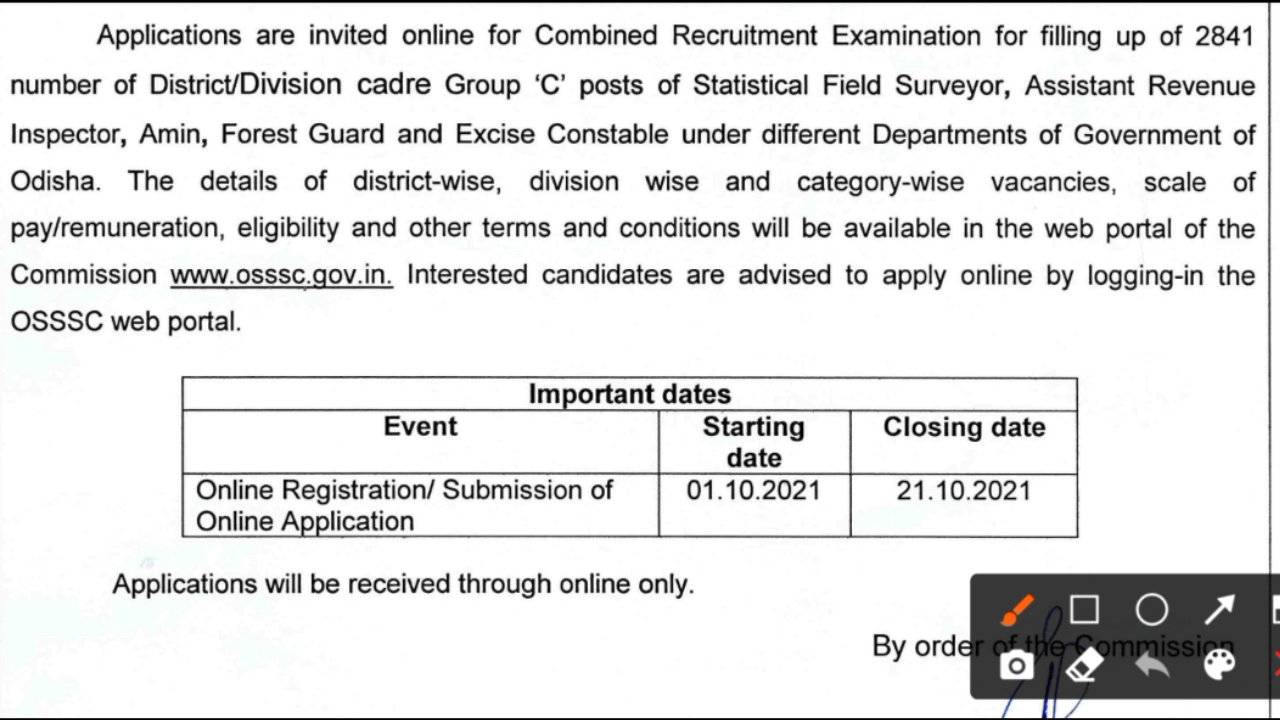 Applications are invited online for Combined Recruitment Examination for filling up of 2841
number of District/Division cadre Group ‘C’ posts of Statistical Field Surveyor, Assistant Revenue
Inspector, Amin, Forest Guard and Excise Constable under different Departments of Government of
Odisha. The details of district-wise, division wise and category-wise vacancies, scale of
pay/remuneration, eligibility and other terms and conditions will be available in the web portal of the
Commission www.osssc.gov.in. Interested candidates are advised to apply online by logging-in the
OSSSC web portal.
Important dates
Event Starting date Closing date
Online Registration/ Submission of 01.10.2021 21.10.2021
Online Application
Applications will be received through online only.
By order of the Commission